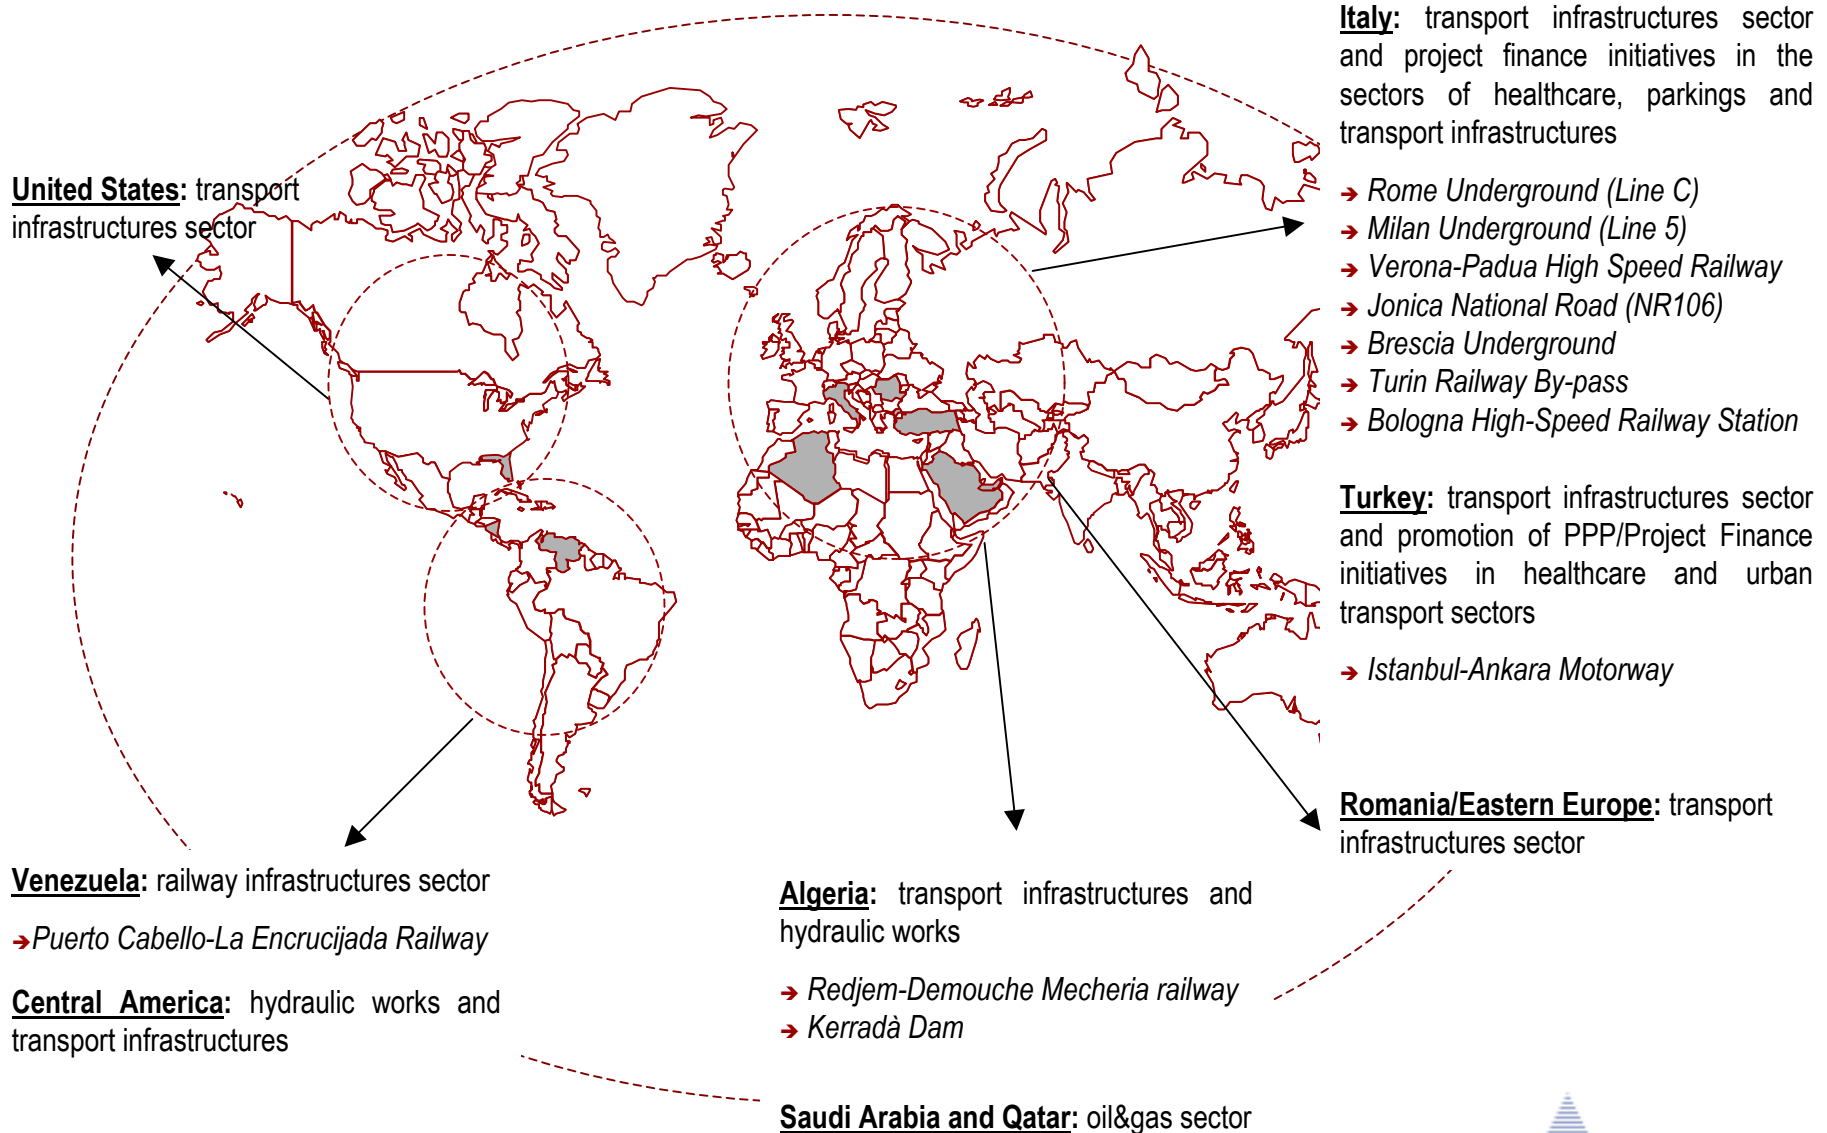 United States: transport
infrastructures sector
Italy: transport infrastructures sector
and project finance initiatives in the
sectors of healthcare, parkings and
transport infrastructures
➔ Rome Underground (Line C)
➔ Milan Underground (Line 5)
➔ Verona-Padua High Speed Railway
➔ Jonica National Road (NR106)
➔ Brescia Underground
➔ Turin Railway By-pass
➔ Bologna High-Speed Railway Station
Turkey: transport infrastructures sector
and promotion of PPP/Project Finance
initiatives in healthcare and urban
transport sectors
➔ Istanbul-Ankara Motorway
Romania/Eastern Europe: transport
infrastructures sector
Venezuela: railway infrastructures sector
➔Puerto Cabello-La Encrucijada Railway
Central America: hydraulic works and
transport infrastructures
Algeria: transport infrastructures and
hydraulic works
➔ Redjem-Demouche Mecheria railway
➔ Kerradà Dam
Saudi Arabia and Qatar: oil&gas sector